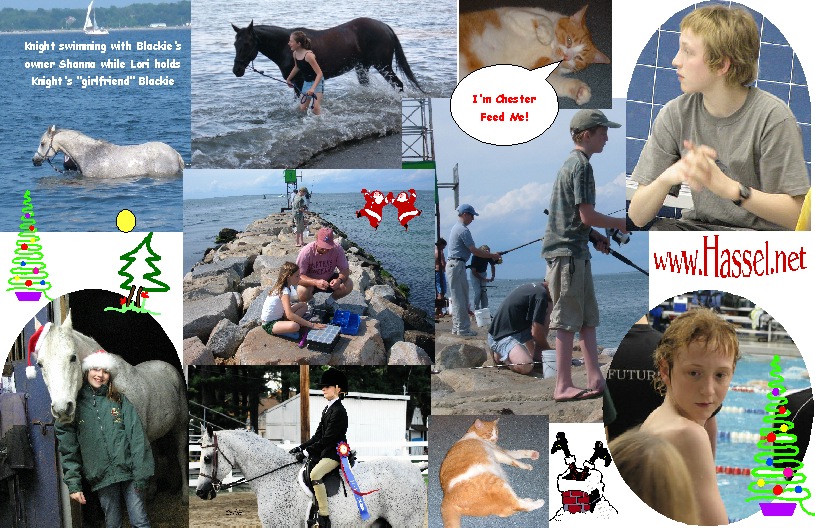 Knight swimming with Blackie's
owner Shanna while Lori holds
Knight's "girlfriend" Blackie
I'm Chester
Feed Me!
www.Hassel.net
FUTUR